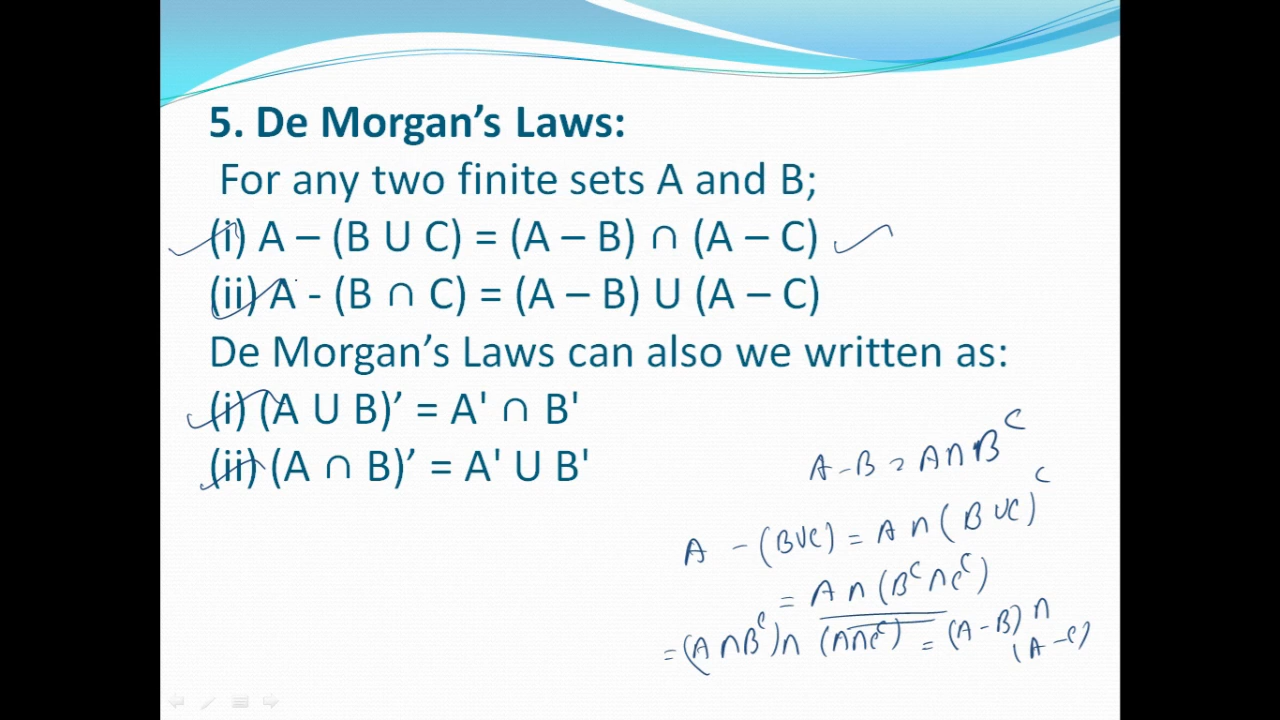 5. De Morgan’s Laws:
For any two finite sets A and B;
(i) A – (B U C) = (A – B) ∩ (A – C)
(ii) A - (B ∩ C) = (A – B) U (A – C)
De Morgan’s Laws can also we written as:
(i) (A U B)’ = A' ∩ B'
(ii) (A ∩ B)’ = A' U B'
A - B = A ∩ B^c
A - (B∪C) = A ∩ (B∪C)^c
= A ∩ (B^c ∩ C^c)
= (A ∩ B^c) ∩ (A ∩ C^c) = (A - B) ∩
(A - C)